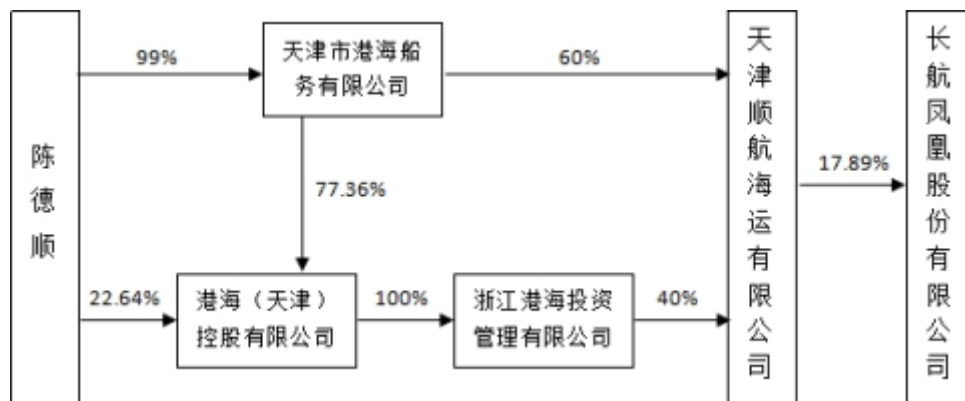 陈德顺
99%
天津市港海船
务有限公司
60%
77.36%
22.64%
港海（天津）
控股有限公司
100%
浙江港海投资
管理有限公司
40%
天津顺航海运有限公司
17.89%
长航凤凰股份有限公司